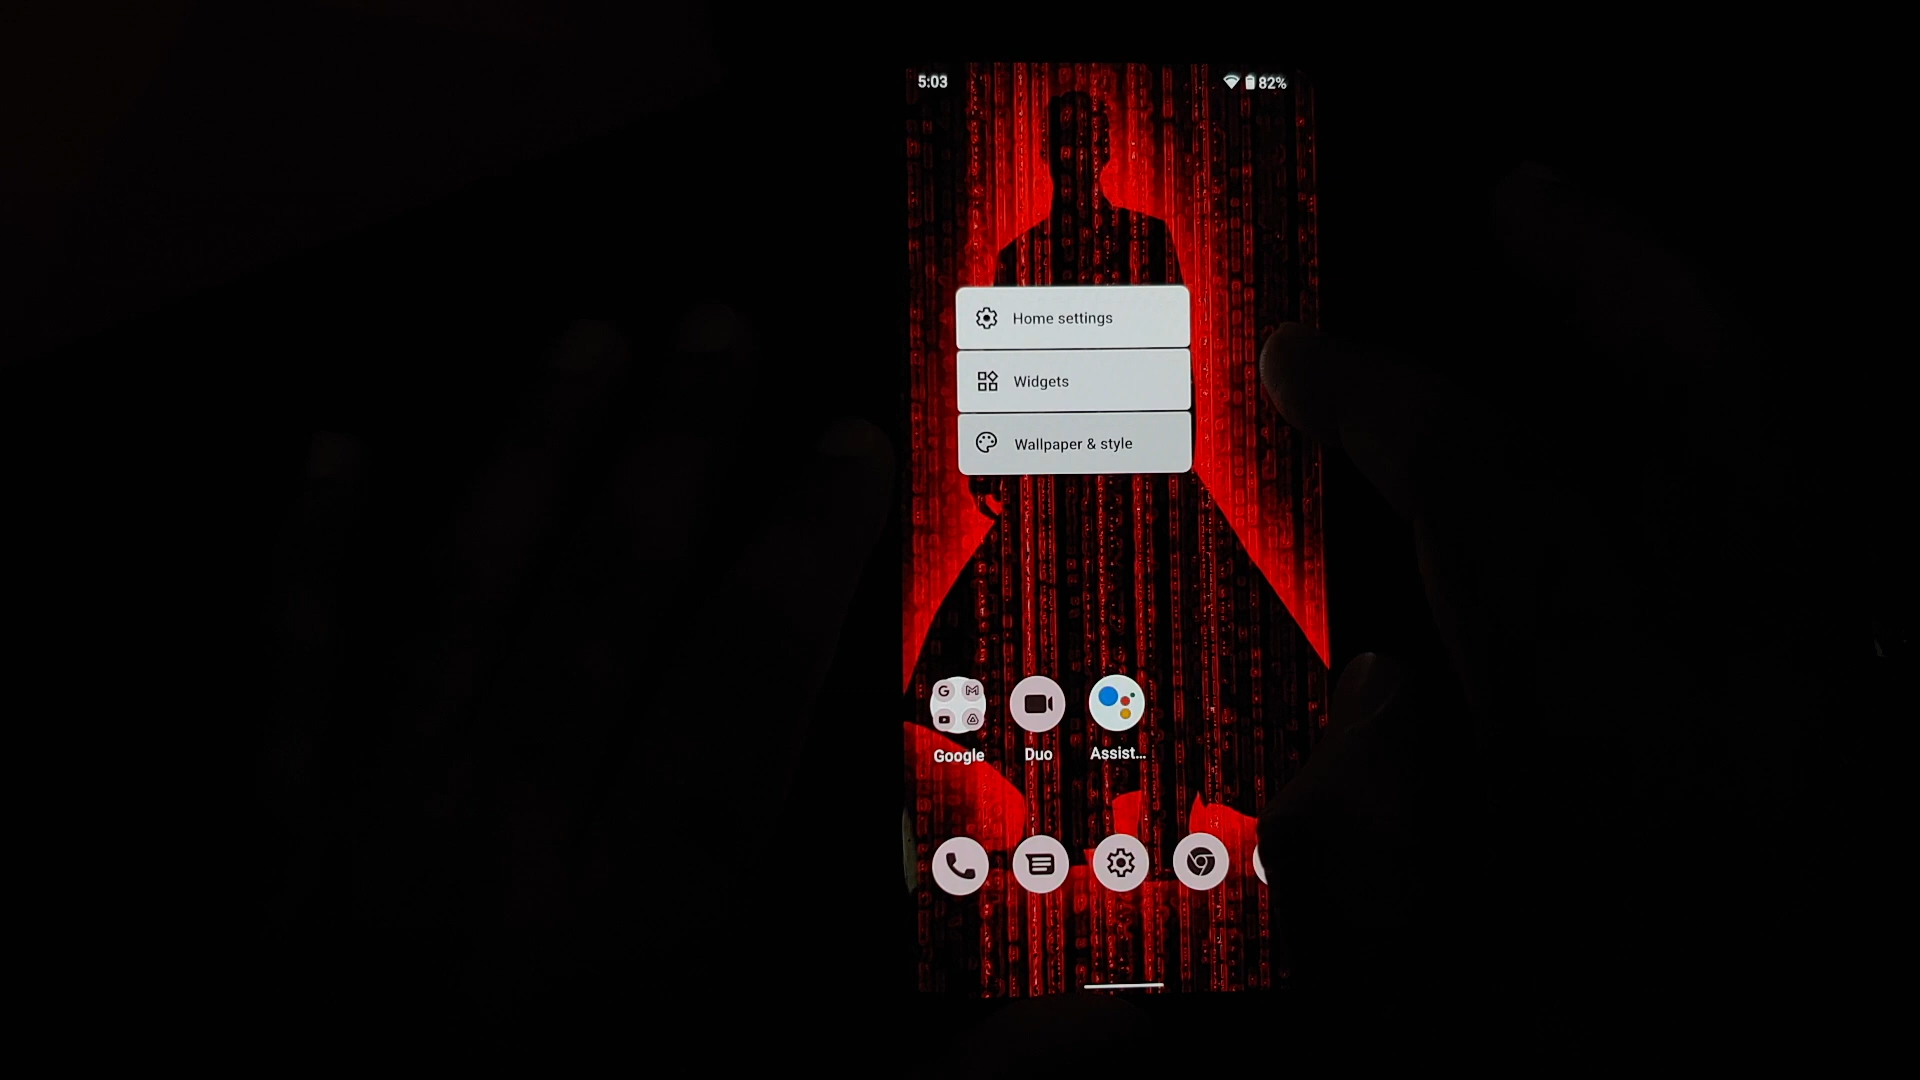 5:03 82%
Home settings
Widgets
Wallpaper & style
Google Duo Assist...